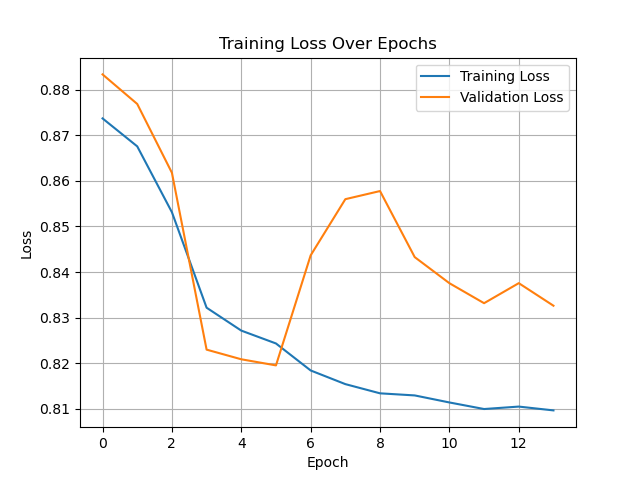 Training Loss Over Epochs
Training Loss
Validation Loss
0.88
0.87
0.86
0.85
0.84
0.83
0.82
0.81
Loss
0 2 4 6 8 10 12
Epoch